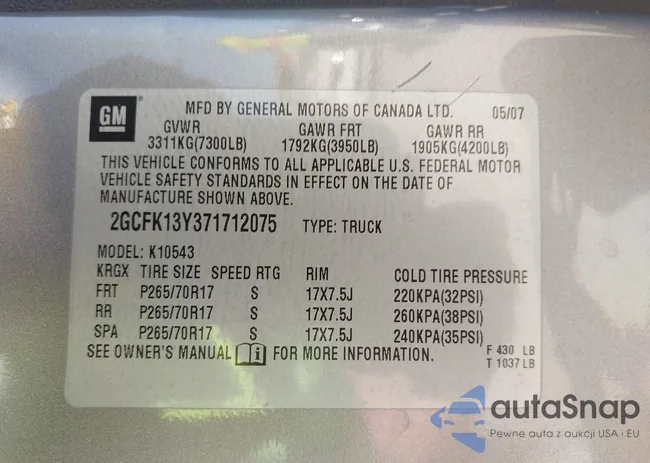 GM
MFD BY GENERAL MOTORS OF CANADA LTD. 05/07
GVWR GAWR FRT GAWR RR
3311KG(7300LB) 1792KG(3950LB) 1905KG(4200LB)
THIS VEHICLE CONFORMS TO ALL APPLICABLE U.S. FEDERAL MOTOR
VEHICLE SAFETY STANDARDS IN EFFECT ON THE DATE OF
MANUFACTURE SHOWN ABOVE.
2GCFK13Y371712075 TYPE: TRUCK
MODEL: K10543
KRGX TIRE SIZE SPEED RTG RIM COLD TIRE PRESSURE
FRT P265/70R17 S 17X7.5J 220KPA(32PSI)
RR P265/70R17 S 17X7.5J 260KPA(38PSI)
SPA P265/70R17 S 17X7.5J 240KPA(35PSI)
SEE OWNER'S MANUAL i FOR MORE INFORMATION.
F 430 LB
T 1037 LB
autaSnap
Pewne auta z aukcji USA i EU